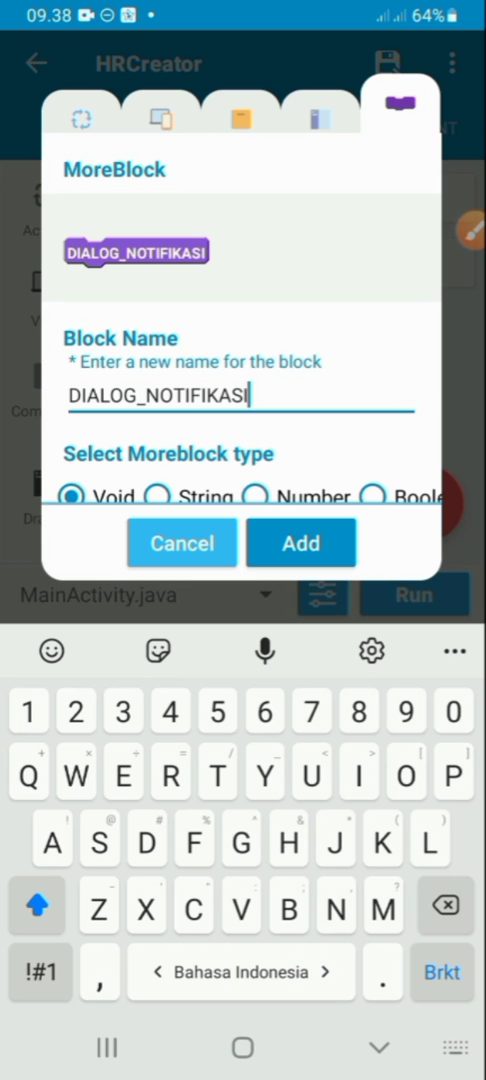 09.38
64%
HRCreator
MoreBlock
DIALOG_NOTIFIKASI
Block Name
* Enter a new name for the block
DIALOG_NOTIFIKASI
Select Moreblock type
Void String Number Boole
Cancel Add
MainActivity.java Run
1 2 3 4 5 6 7 8 9 0
Q W E R T Y U I O P
A S D F G H J K L
Z X C V B N M
!#1 , < Bahasa Indonesia > . Brkt